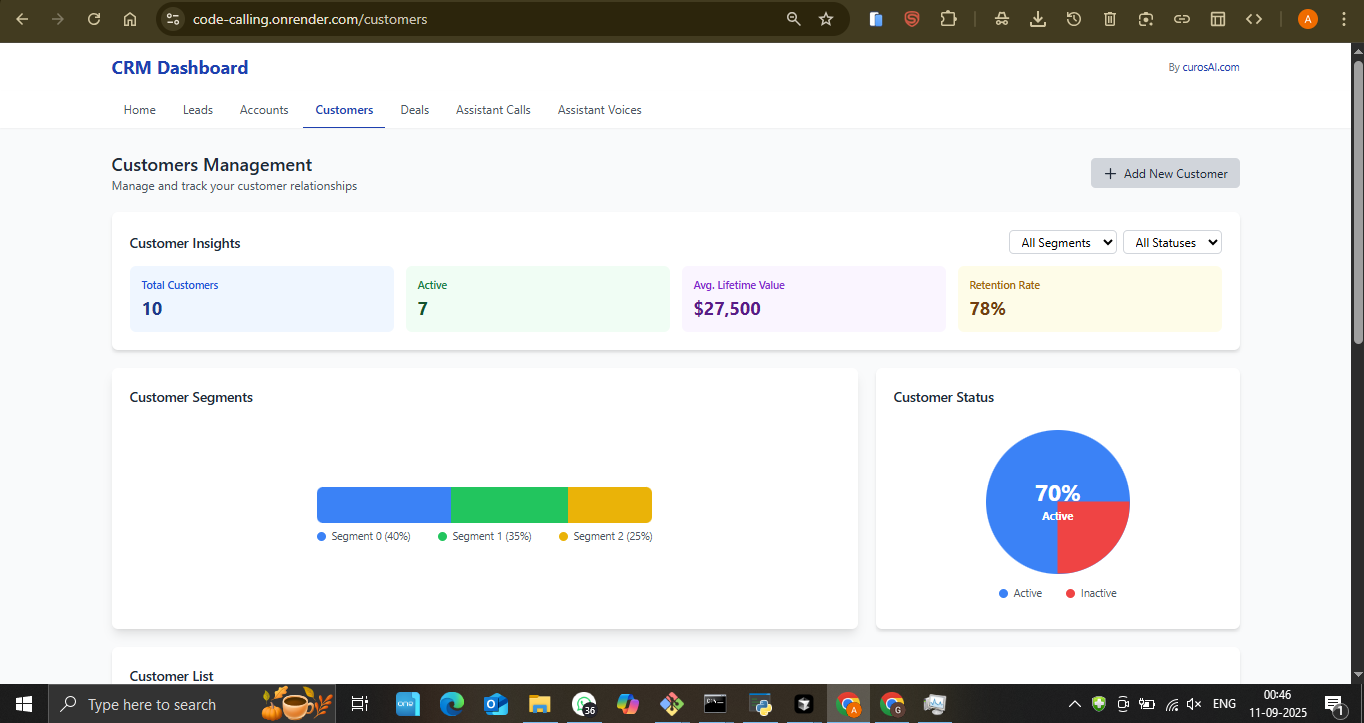 code-calling.onrender.com/customers
A
CRM Dashboard
By curosAI.com
Home Leads Accounts Customers Deals Assistant Calls Assistant Voices
Customers Management
Manage and track your customer relationships
+ Add New Customer
Customer Insights
All Segments
All Statuses
Total Customers
10
Active
7
Avg. Lifetime Value
$27,500
Retention Rate
78%
Customer Segments
Segment 0 (40%)
Segment 1 (35%)
Segment 2 (25%)
Customer Status
70%
Active
Active
Inactive
Customer List
Type here to search
one
36
A
G
ENG
00:46
11-09-2025
1